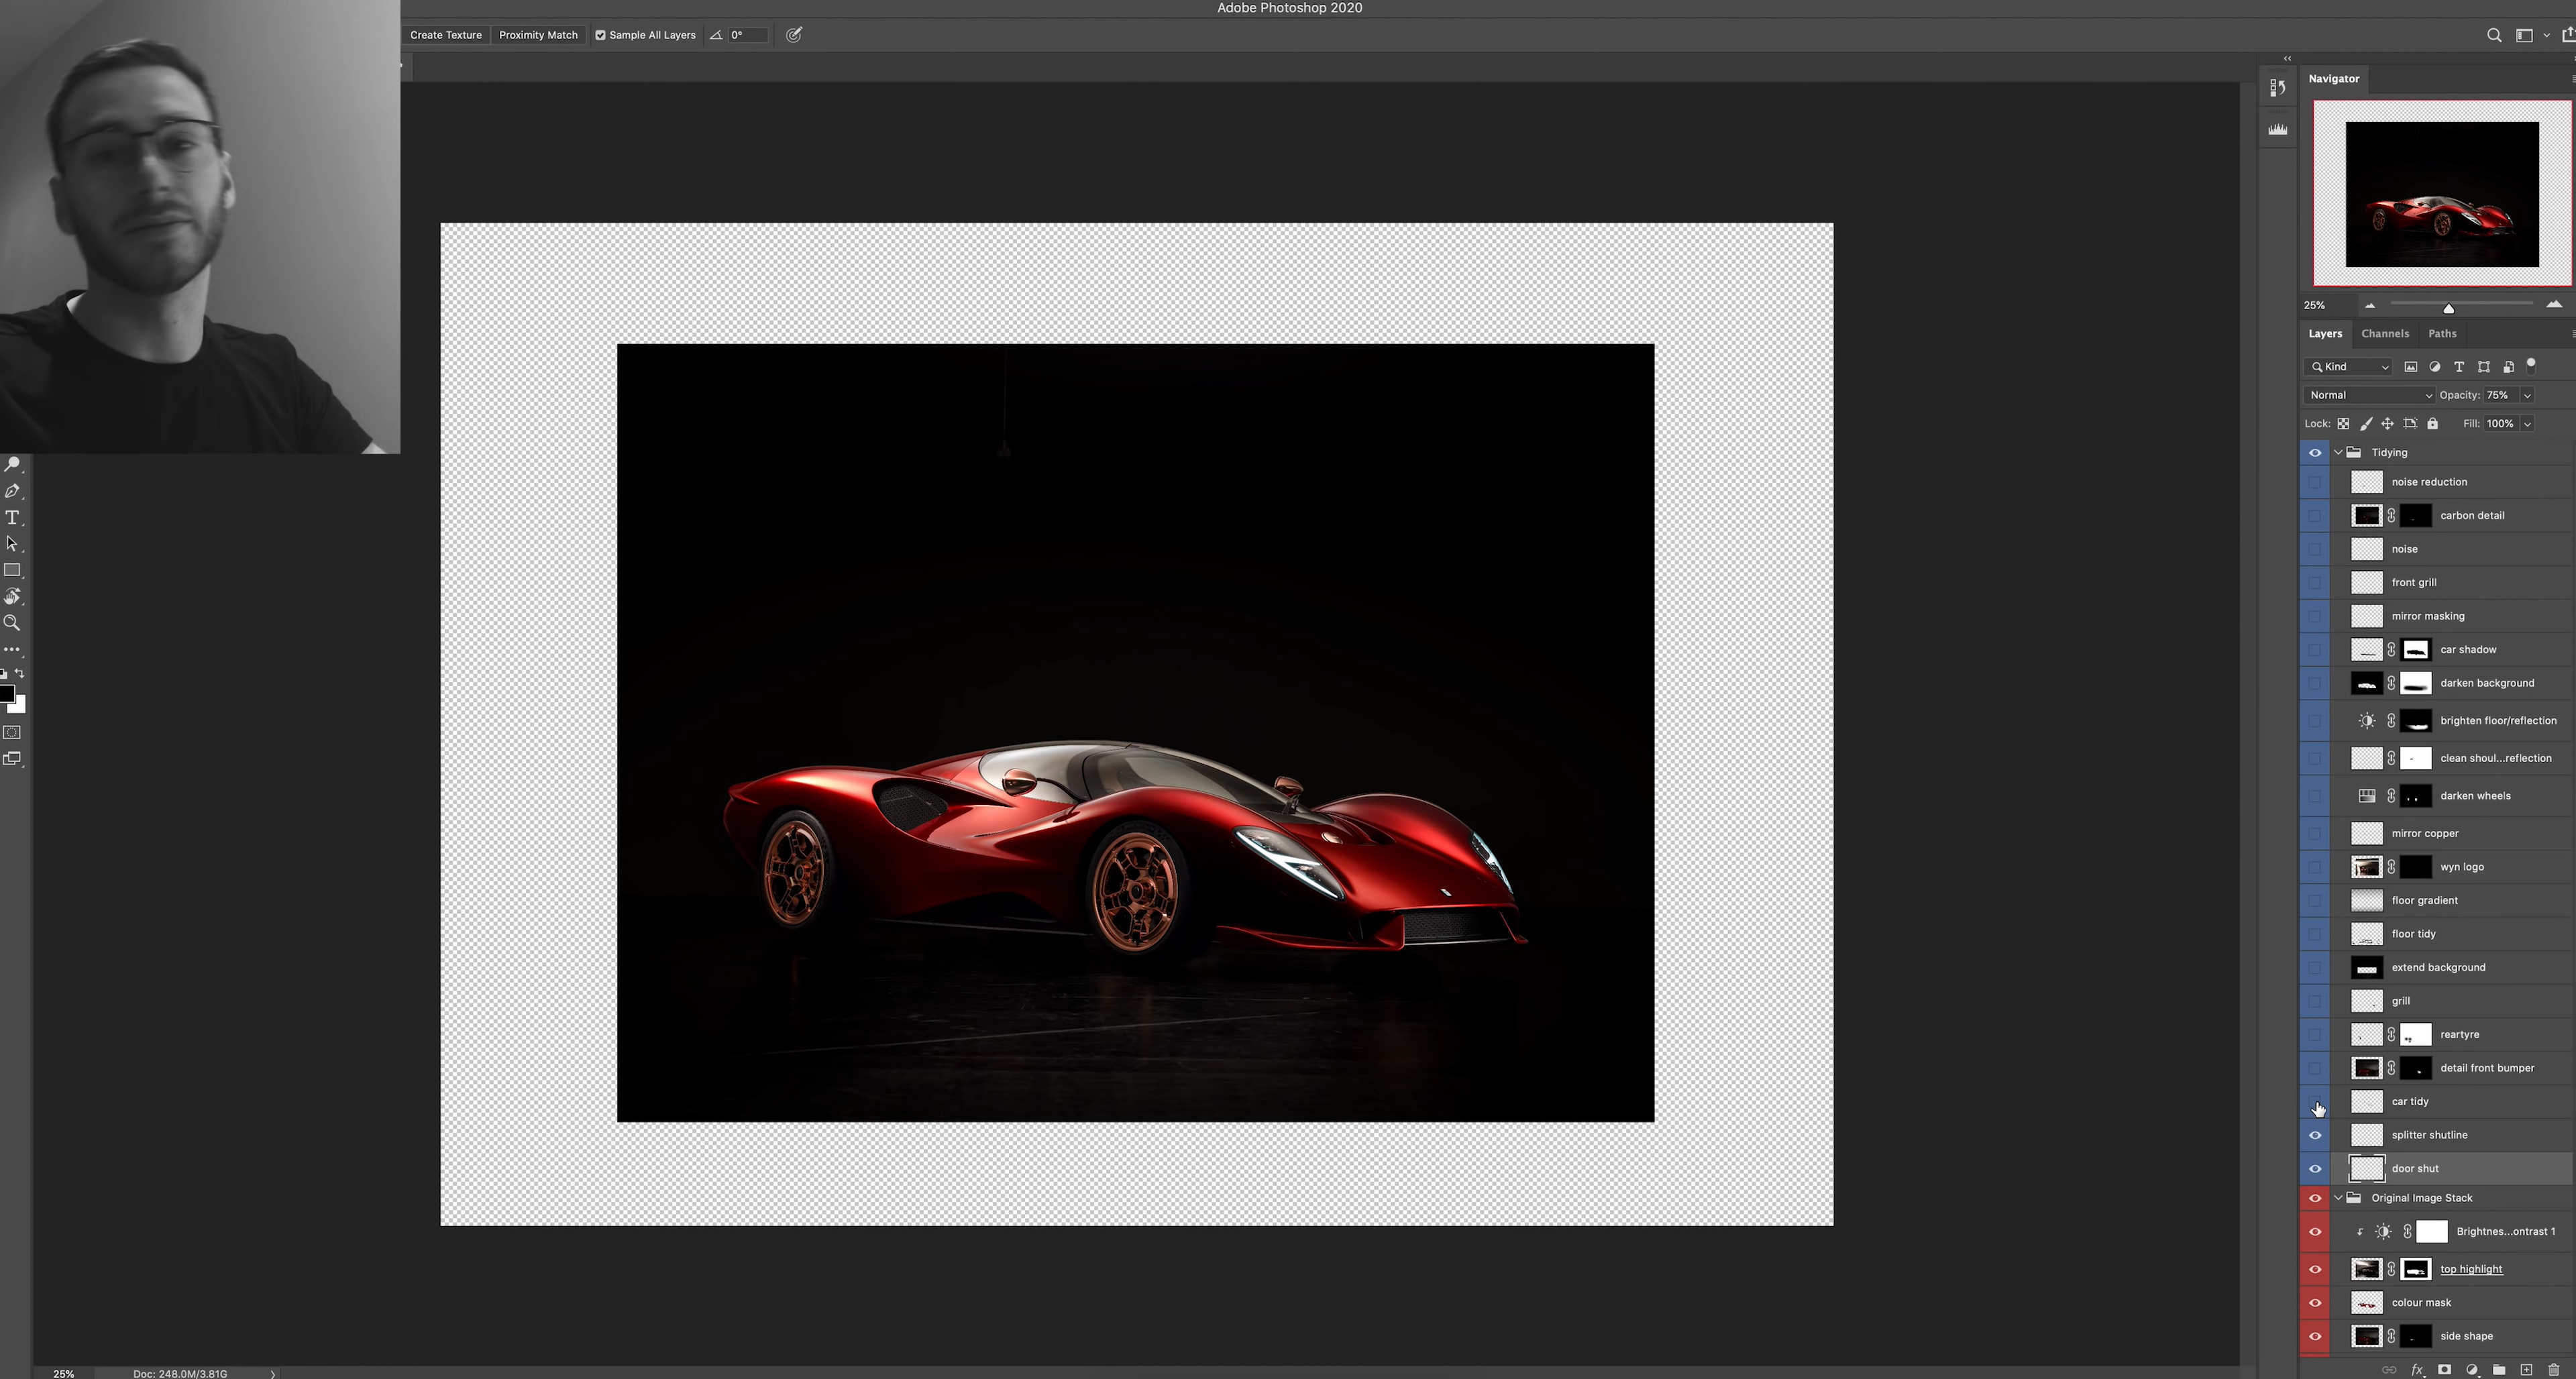 Adobe Photoshop 2020
Create Texture Proximity Match Sample All Layers 0°
Navigator
25%
Layers Channels Paths
Kind
Normal Opacity: 75%
Lock: Fill: 100%
Tidying
noise reduction
carbon detail
noise
front grill
mirror masking
car shadow
darken background
brighten floor/reflection
clean shoul...reflection
darken wheels
mirror copper
wyn logo
floor gradient
floor tidy
extend background
grill
reartyre
detail front bumper
car tidy
splitter shutline
door shut
Original Image Stack
Brightnes...ontrast 1
top highlight
colour mask
side shape
fx
25% Doc: 248.0M/3.81G